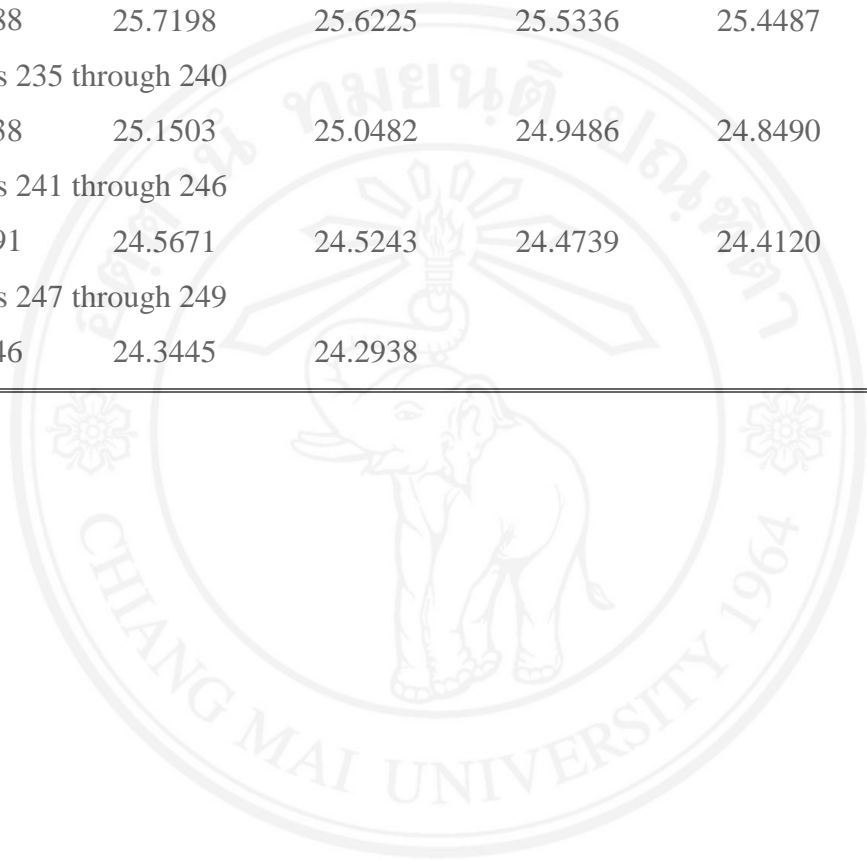 88 25.7198 25.6225 25.5336 25.4487
s 235 through 240
38 25.1503 25.0482 24.9486 24.8490
s 241 through 246
91 24.5671 24.5243 24.4739 24.4120
s 247 through 249
46 24.3445 24.2938
CHIANG MAI UNIVERSITY 1964